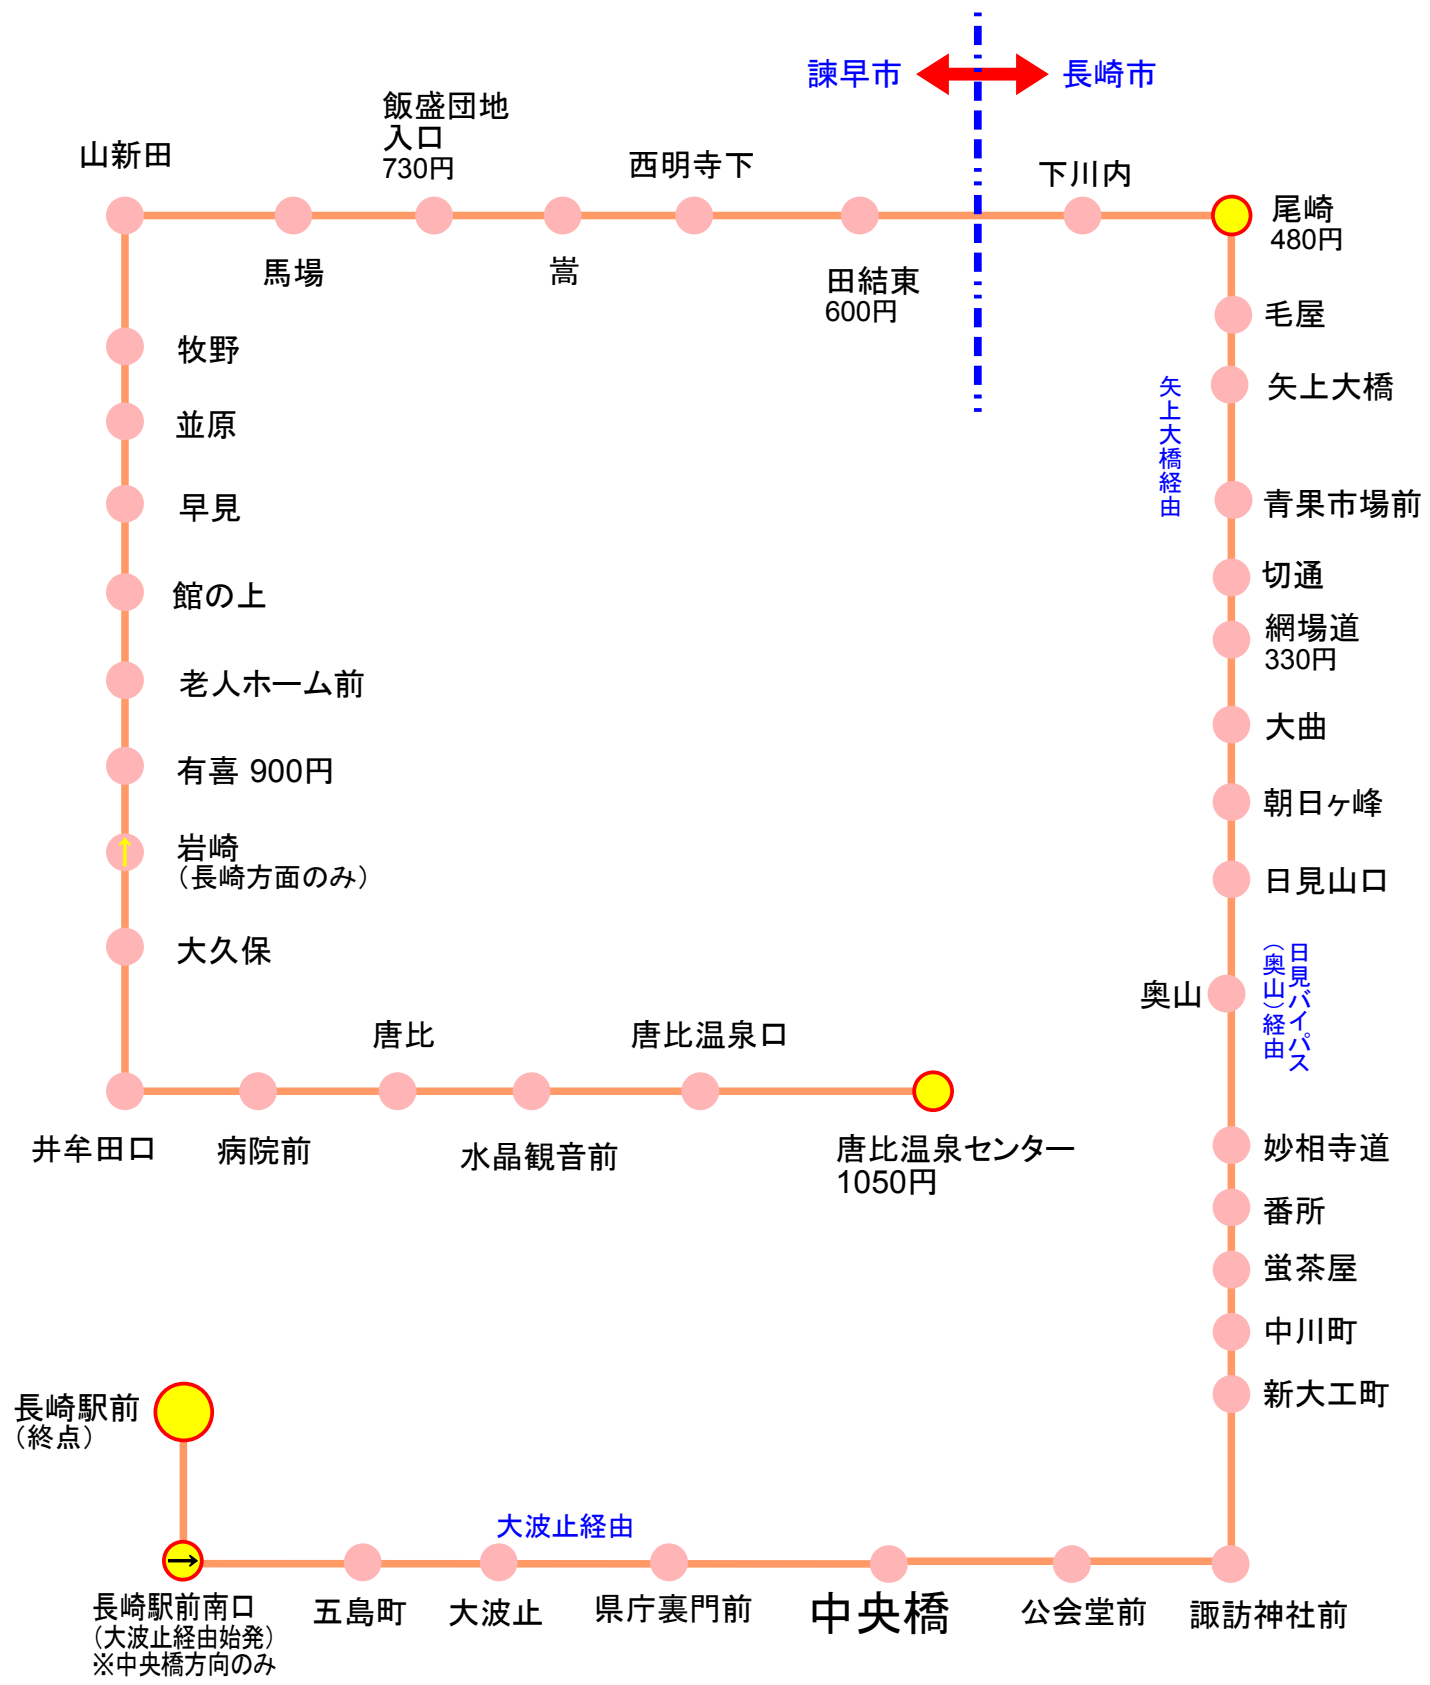 諫早市
長崎市
山新田
馬場
飯盛団地
入口
730円
嵩
西明寺下
田結東
600円
下川内
尾崎
480円
毛屋
矢上大橋
矢上大橋経由
青果市場前
切通
網場道
330円
大曲
朝日ヶ峰
日見山口
奥山
日見バイパス
（奥山）経由
妙相寺道
番所
蛍茶屋
中川町
新大工町
諏訪神社前
公会堂前
中央橋
県庁裏門前
大波止
大波止経由
五島町
長崎駅前南口
（大波止経由始発）
※中央橋方向のみ
→
長崎駅前
（終点）
牧野
並原
早見
館の上
老人ホーム前
有喜 900円
↑
岩崎
（長崎方面のみ）
大久保
井牟田口
病院前
唐比
水晶観音前
唐比温泉口
唐比温泉センター
1050円